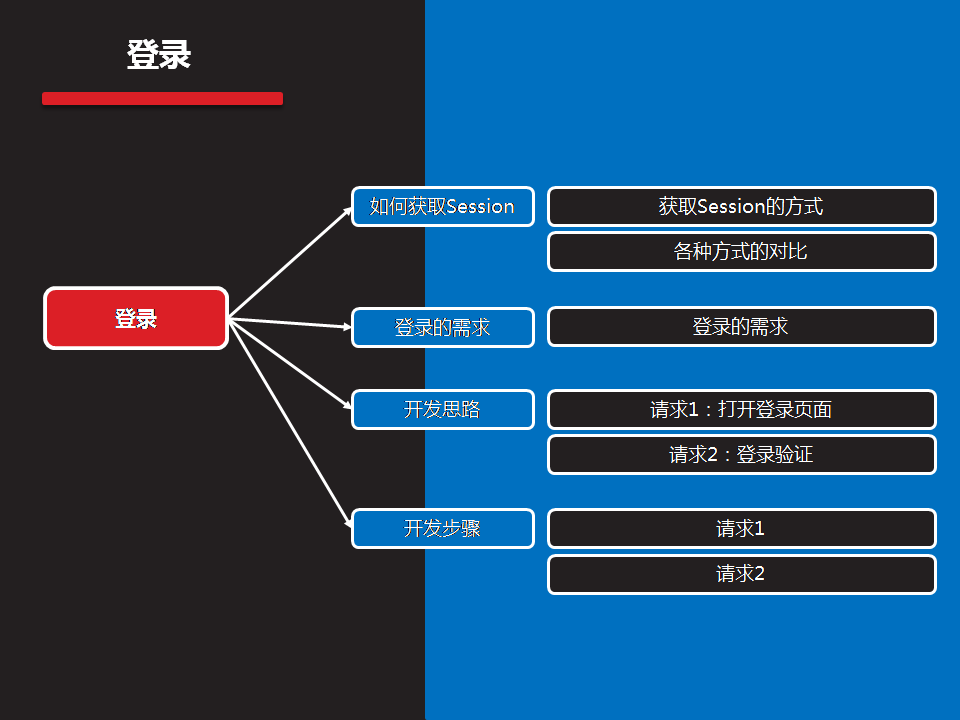 登录
登录
如何获取Session
获取Session的方式
各种方式的对比
登录的需求
登录的需求
开发思路
请求1：打开登录页面
请求2：登录验证
开发步骤
请求1
请求2